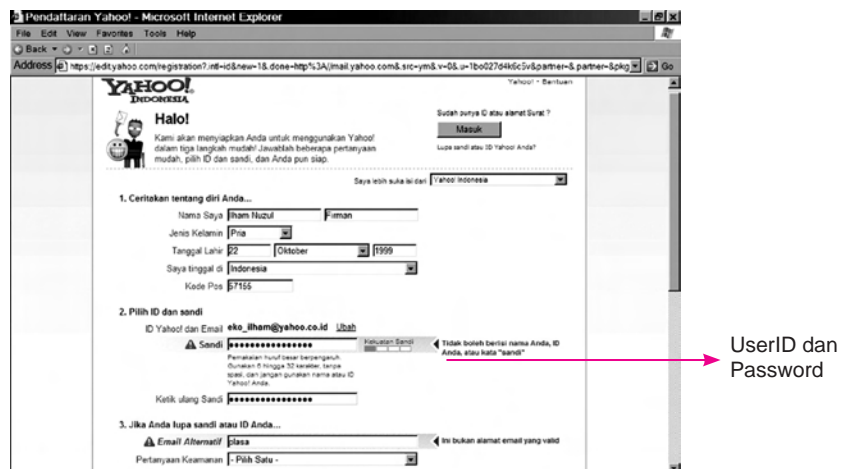 Pendaftaran Yahoo! - Microsoft Internet Explorer
File Edit View Favorites Tools Help
Back
Address https://edit.yahoo.com/registration?.intl=id&new=1&.done=http%3A//mail.yahoo.com&.src=ym&.v=0&.u=1bo027d4k6c5v&partner=&.partner=&pkg Go
YAHOO! Yahoo! - Bantuan
INDONESIA
Halo!
Kami akan menyiapkan Anda untuk menggunakan Yahoo!
dalam tiga langkah mudah! Jawablah beberapa pertanyaan
mudah, pilih ID dan sandi, dan Anda pun siap.
Sudah punya ID atau alamat Surat ?
Masuk
Lupa sandi atau ID Yahoo! Anda?
Saya lebih suka isi dari Yahoo! Indonesia
1. Ceritakan tentang diri Anda...
Nama Saya Ilham Nuzul Firman
Jenis Kelamin Pria
Tanggal Lahir 22 Oktober 1999
Saya tinggal di Indonesia
Kode Pos 57155
2. Pilih ID dan sandi
ID Yahoo! dan Email eko_ilham@yahoo.co.id Ubah
Sandi •••••••••••••••• Kekuatan Sandi
Tidak boleh berisi nama Anda, ID
Anda, atau kata "sandi"
Pemakaian huruf besar berpengaruh.
Gunakan 6 hingga 32 karakter, tanpa
spasi, dan jangan gunakan nama atau ID
Yahoo! Anda.
Ketik ulang Sandi ••••••••••••••••
UserID dan
Password
3. Jika Anda lupa sandi atau ID Anda...
Email Alternatif plasa Ini bukan alamat email yang valid
Pertanyaan Keamanan - Pilih Satu -